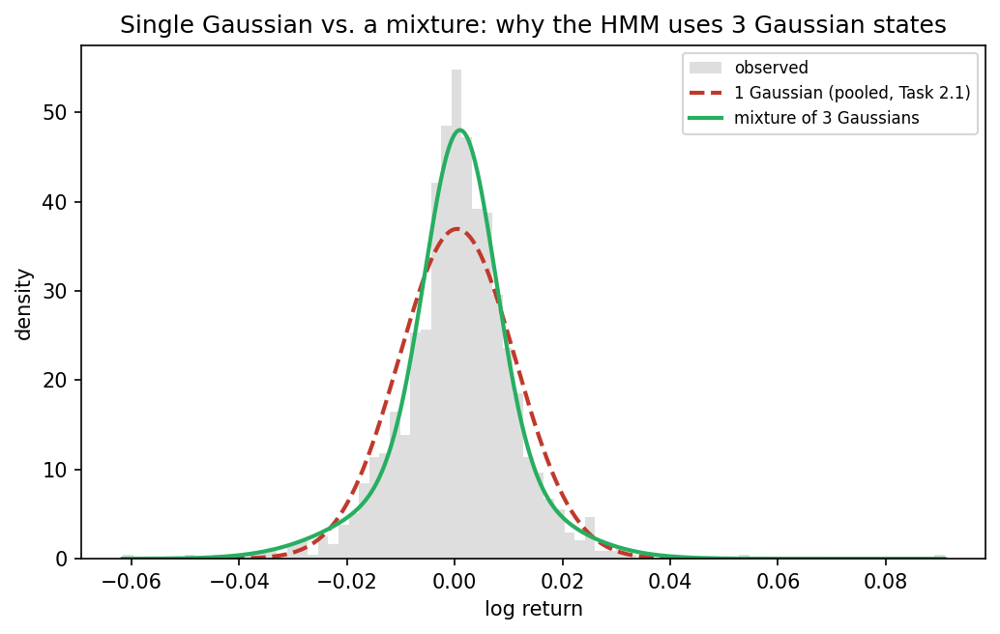 Single Gaussian vs. a mixture: why the HMM uses 3 Gaussian states
observed
1 Gaussian (pooled, Task 2.1)
mixture of 3 Gaussians
density
50
40
30
20
10
0
−0.06 −0.04 −0.02 0.00 0.02 0.04 0.06 0.08
log return